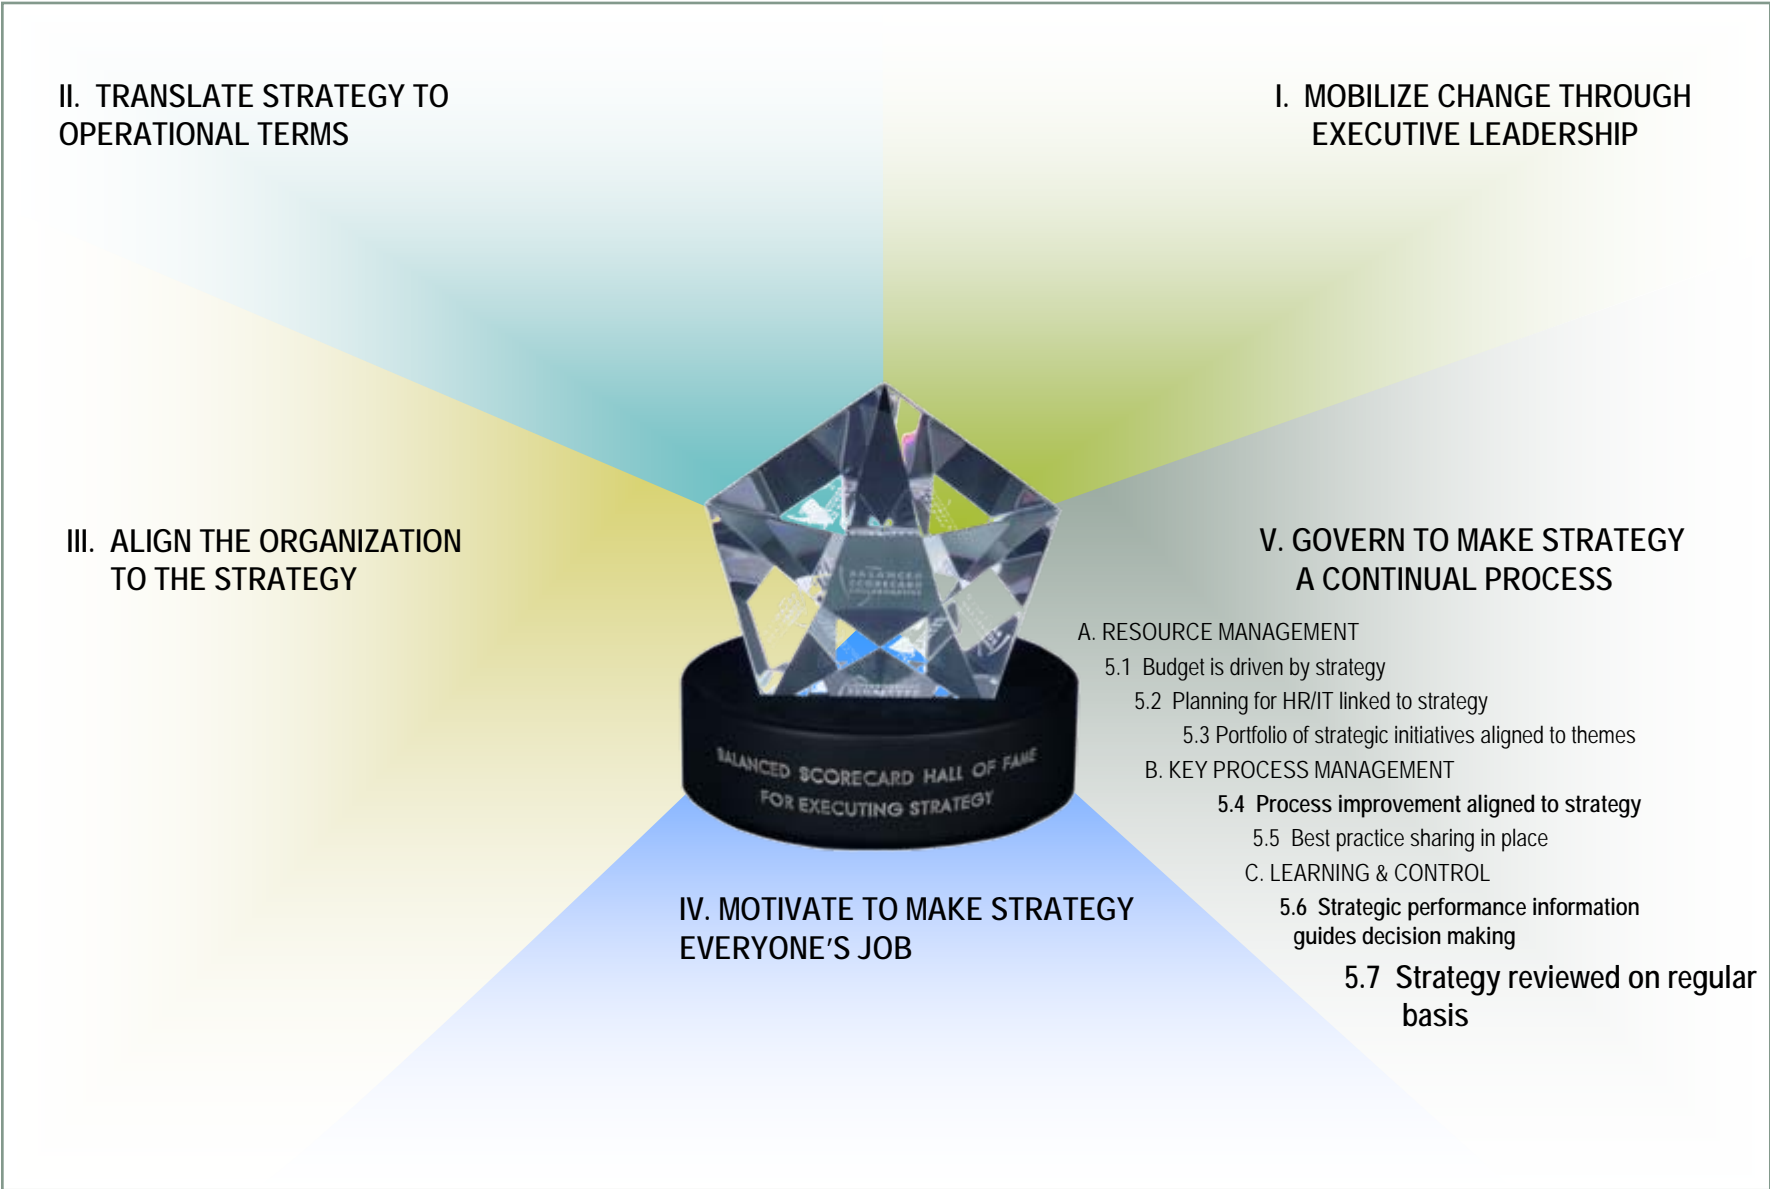 II. TRANSLATE STRATEGY TO
OPERATIONAL TERMS
I. MOBILIZE CHANGE THROUGH
EXECUTIVE LEADERSHIP
III. ALIGN THE ORGANIZATION
TO THE STRATEGY
V. GOVERN TO MAKE STRATEGY
A CONTINUAL PROCESS
A. RESOURCE MANAGEMENT
5.1 Budget is driven by strategy
5.2 Planning for HR/IT linked to strategy
5.3 Portfolio of strategic initiatives aligned to themes
B. KEY PROCESS MANAGEMENT
5.4 Process improvement aligned to strategy
5.5 Best practice sharing in place
C. LEARNING & CONTROL
5.6 Strategic performance information
guides decision making
5.7 Strategy reviewed on regular
basis
BALANCED
SCORECARD
COLLABORATIVE
BALANCED SCORECARD HALL OF FAME
FOR EXECUTING STRATEGY
IV. MOTIVATE TO MAKE STRATEGY
EVERYONE'S JOB